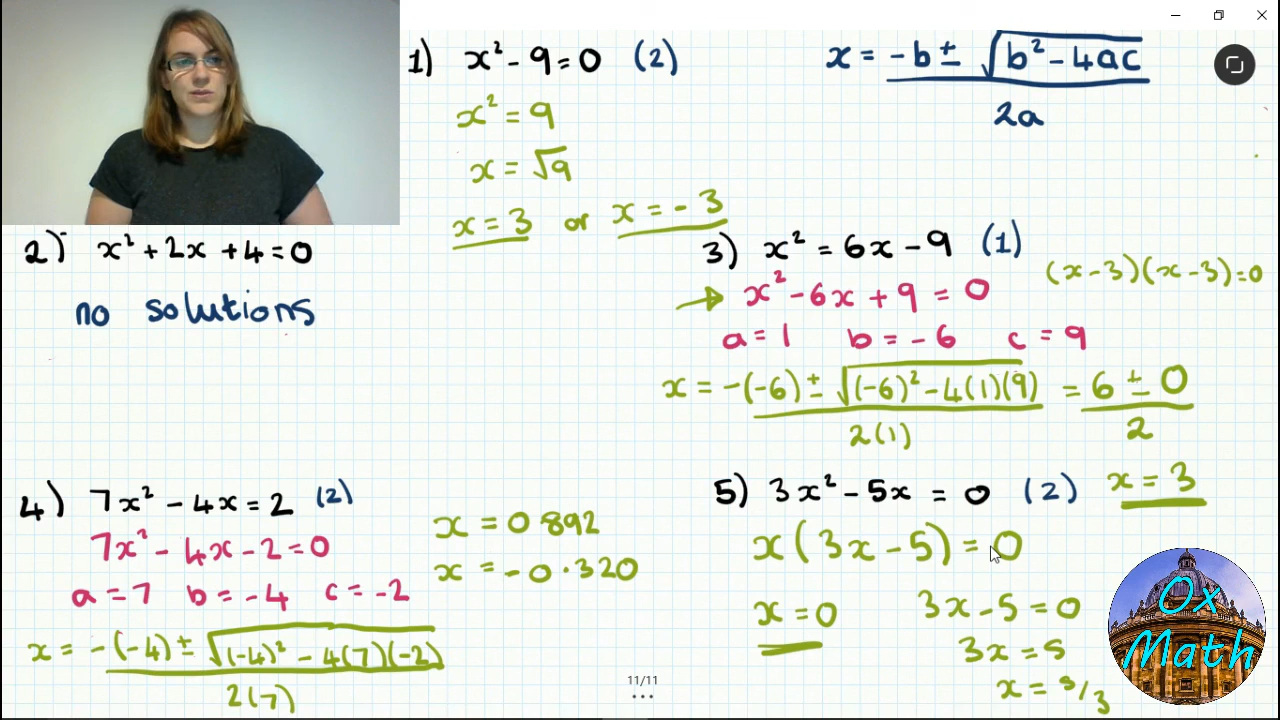 1) x² - 9 = 0 (2)
x² = 9
x = √9
x = 3 or x = - 3
x = -b ± √b² - 4ac
2a
2) x² + 2x + 4 = 0
no solutions
3) x² = 6x - 9 (1)
x² - 6x + 9 = 0
(x - 3)(x - 3) = 0
a = 1 b = - 6 c = 9
x = -(-6) ± √(-6)² - 4(1)(9) = 6 ± 0
2(1) 2
x = 3
4) 7x² - 4x = 2 (2)
7x² - 4x - 2 = 0
a = 7 b = -4 c = -2
x = -(-4) ± √(-4)² - 4(7)(-2)
2(7)
x = 0 892
x = - 0.320
5) 3x² - 5x = 0 (2)
x(3x - 5) = 0
x = 0 3x - 5 = 0
3x = 5
x = 5/3
11/11
Ox
Math